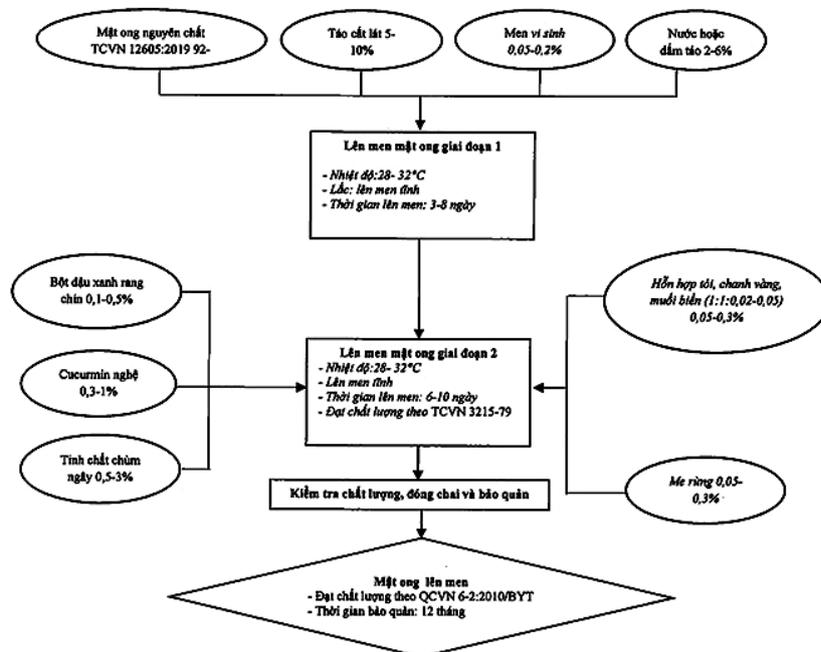 Mật ong nguyên chất
TCVN 12605:2019 92-
Táo cắt lát 5-
10%
Men vi sinh
0,05-0,2%
Nước hoặc
dấm táo 2-6%
Lên men mật ong giai đoạn 1
- Nhiệt độ:28- 32°C
- Lắc: lên men tĩnh
- Thời gian lên men: 3-8 ngày
Bột đậu xanh rang
chín 0,1-0,5%
Cucurmin nghệ
0,3-1%
Tinh chất chùm
ngây 0,5-3%
Hỗn hợp tỏi, chanh vàng,
muối biển (1:1:0,02-0,05)
0,05-0,3%
Lên men mật ong giai đoạn 2
- Nhiệt độ:28- 32°C
- Lên men tĩnh
- Thời gian lên men: 6-10 ngày
- Đạt chất lượng theo TCVN 3215-79
Me rừng 0,05-
0,3%
Kiểm tra chất lượng, đóng chai và bảo quản
Mật ong lên men
- Đạt chất lượng theo QCVN 6-2:2010/BYT
- Thời gian bảo quản: 12 tháng